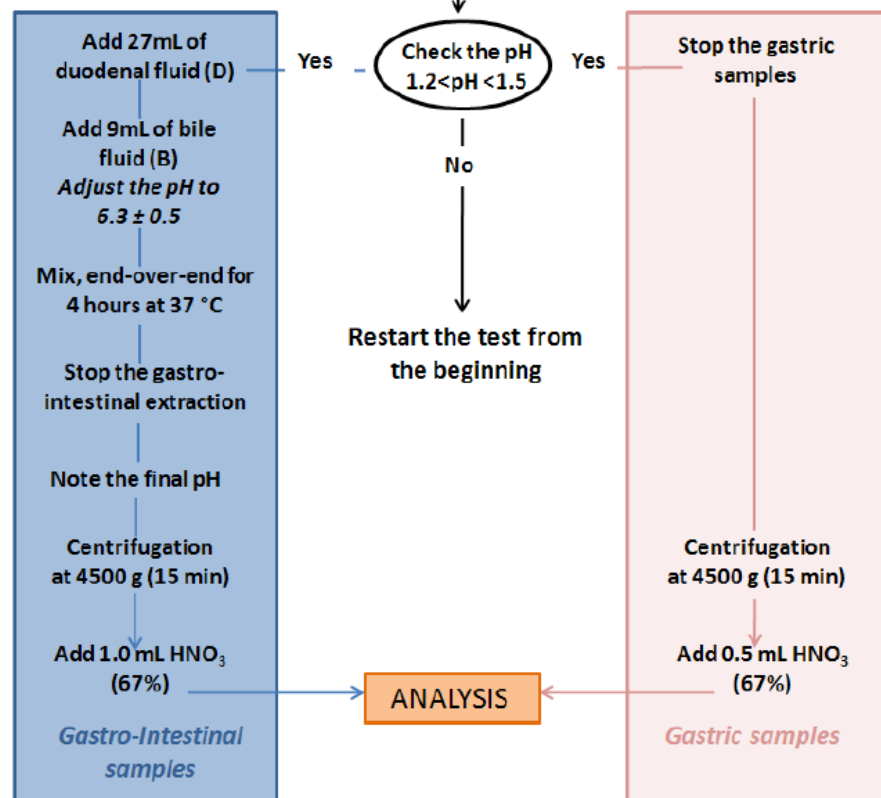 Add 27mL of
duodenal fluid (D)
Yes
Check the pH
1.2<pH <1.5
Yes
Stop the gastric
samples
Add 9mL of bile
fluid (B)
Adjust the pH to
6.3 ± 0.5
No
Mix, end-over-end for
4 hours at 37 °C
Restart the test from
the beginning
Stop the gastro-
intestinal extraction
Note the final pH
Centrifugation
at 4500 g (15 min)
Centrifugation
at 4500 g (15 min)
Add 1.0 mL HNO₃
(67%)
ANALYSIS
Add 0.5 mL HNO₃
(67%)
Gastro-Intestinal
samples
Gastric samples